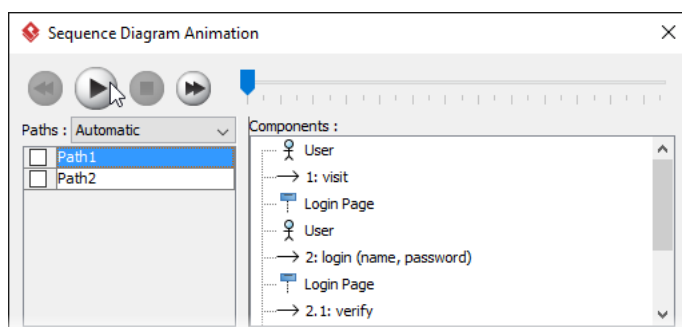 Sequence Diagram Animation
Paths : Automatic
Path1
Path2
Components :
User
1: visit
Login Page
User
2: login (name, password)
Login Page
2.1: verify